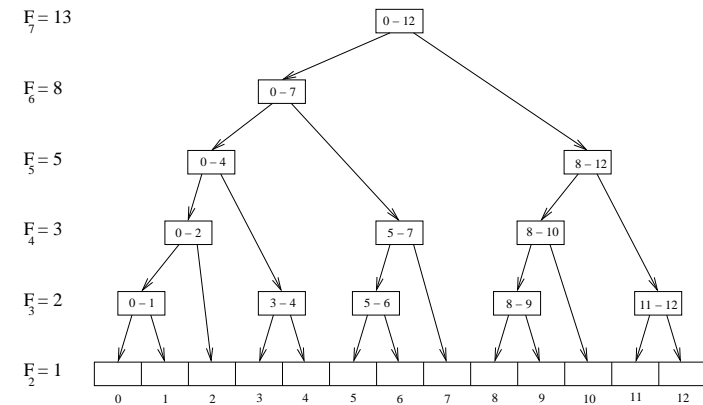 F7 = 13
0 – 12
F6 = 8
0 – 7
F5 = 5
0 – 4
8 – 12
F4 = 3
0 – 2
5 – 7
8 – 10
F3 = 2
0 – 1
3 – 4
5 – 6
8 – 9
11 – 12
F2 = 1
0 1 2 3 4 5 6 7 8 9 10 11 12